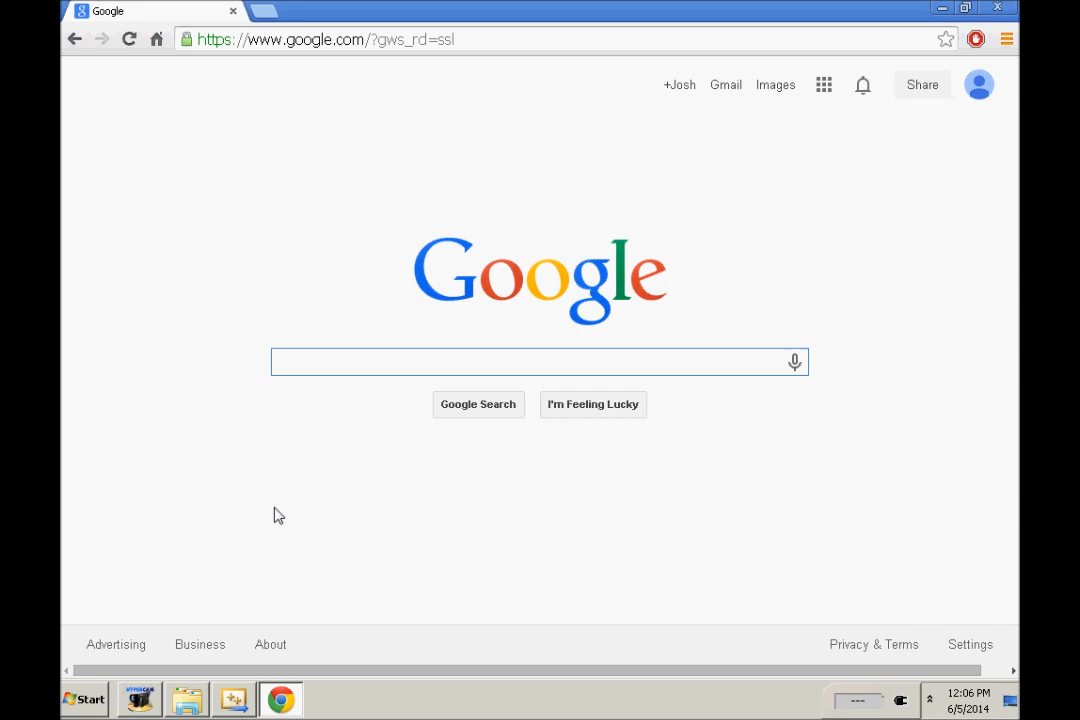 Google
https://www.google.com/?gws_rd=ssl
+Josh Gmail Images Share
Google
Google Search I'm Feeling Lucky
Advertising Business About Privacy & Terms Settings
Start
HYPERCAM
12:06 PM
6/5/2014